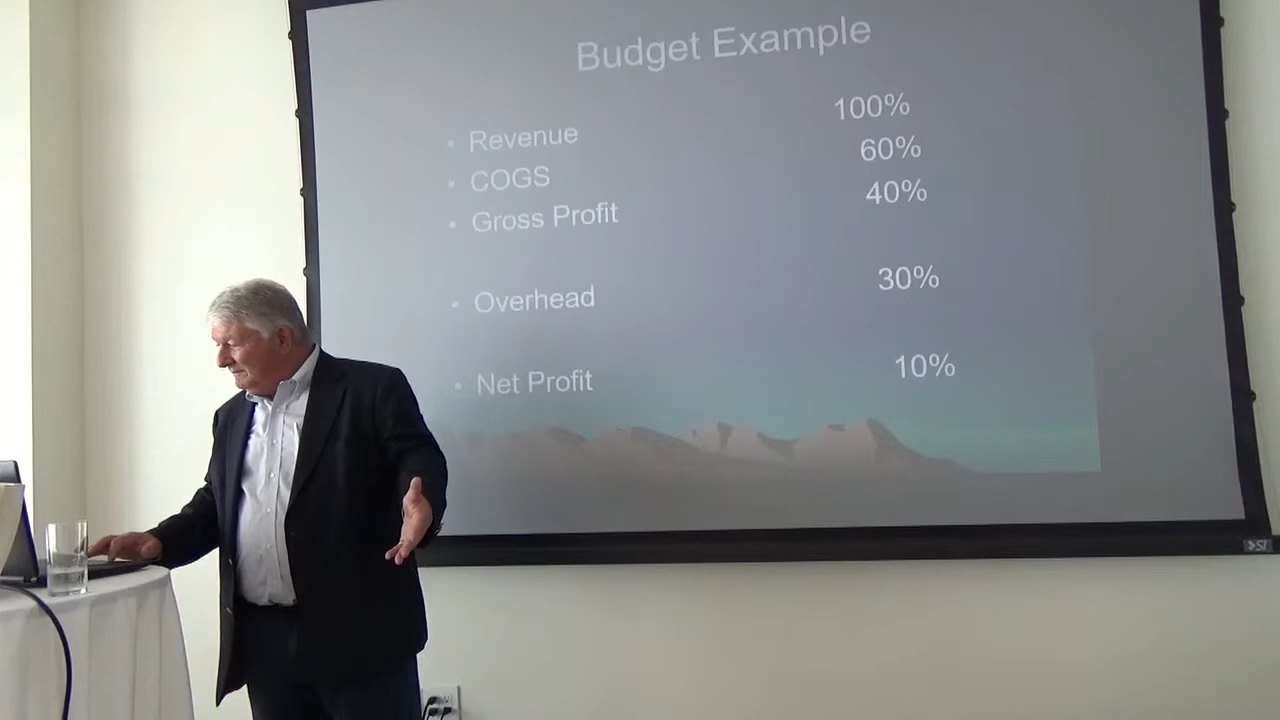 Budget Example
• Revenue 100%
• COGS 60%
• Gross Profit 40%
• Overhead 30%
• Net Profit 10%